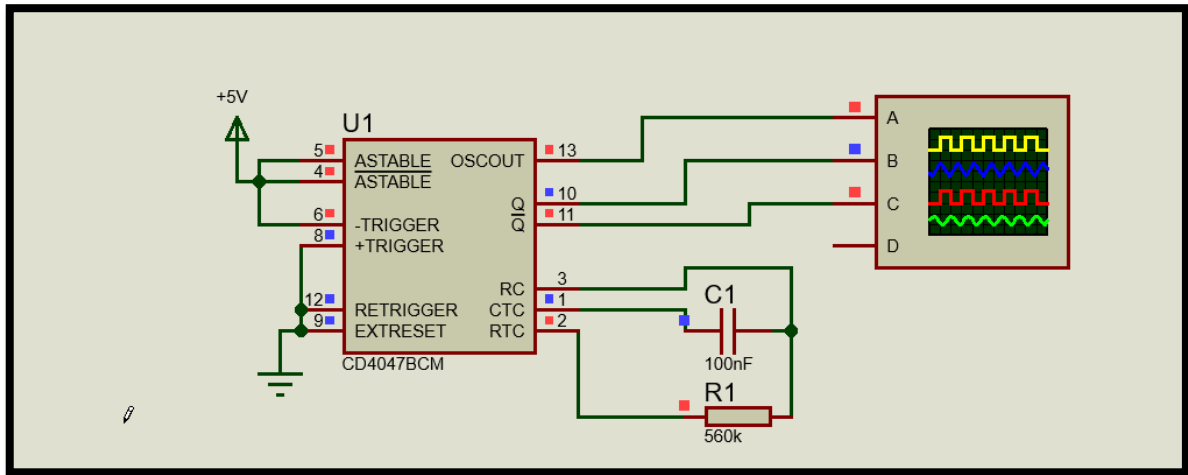 +5V
U1
5 ASTABLE OSCOUT 13
4 ASTABLE
Q 10
6 -TRIGGER Q 11
8 +TRIGGER
RC 3
12 RETRIGGER CTC 1
9 EXTRESET RTC 2
CD4047BCM
C1
100nF
R1
560k
A
B
C
D